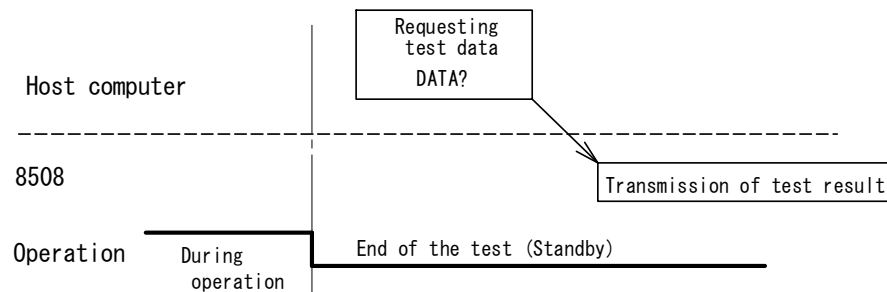 Requesting
test data
DATA?
Host computer
8508
Transmission of test result
Operation
During
operation
End of the test (Standby)